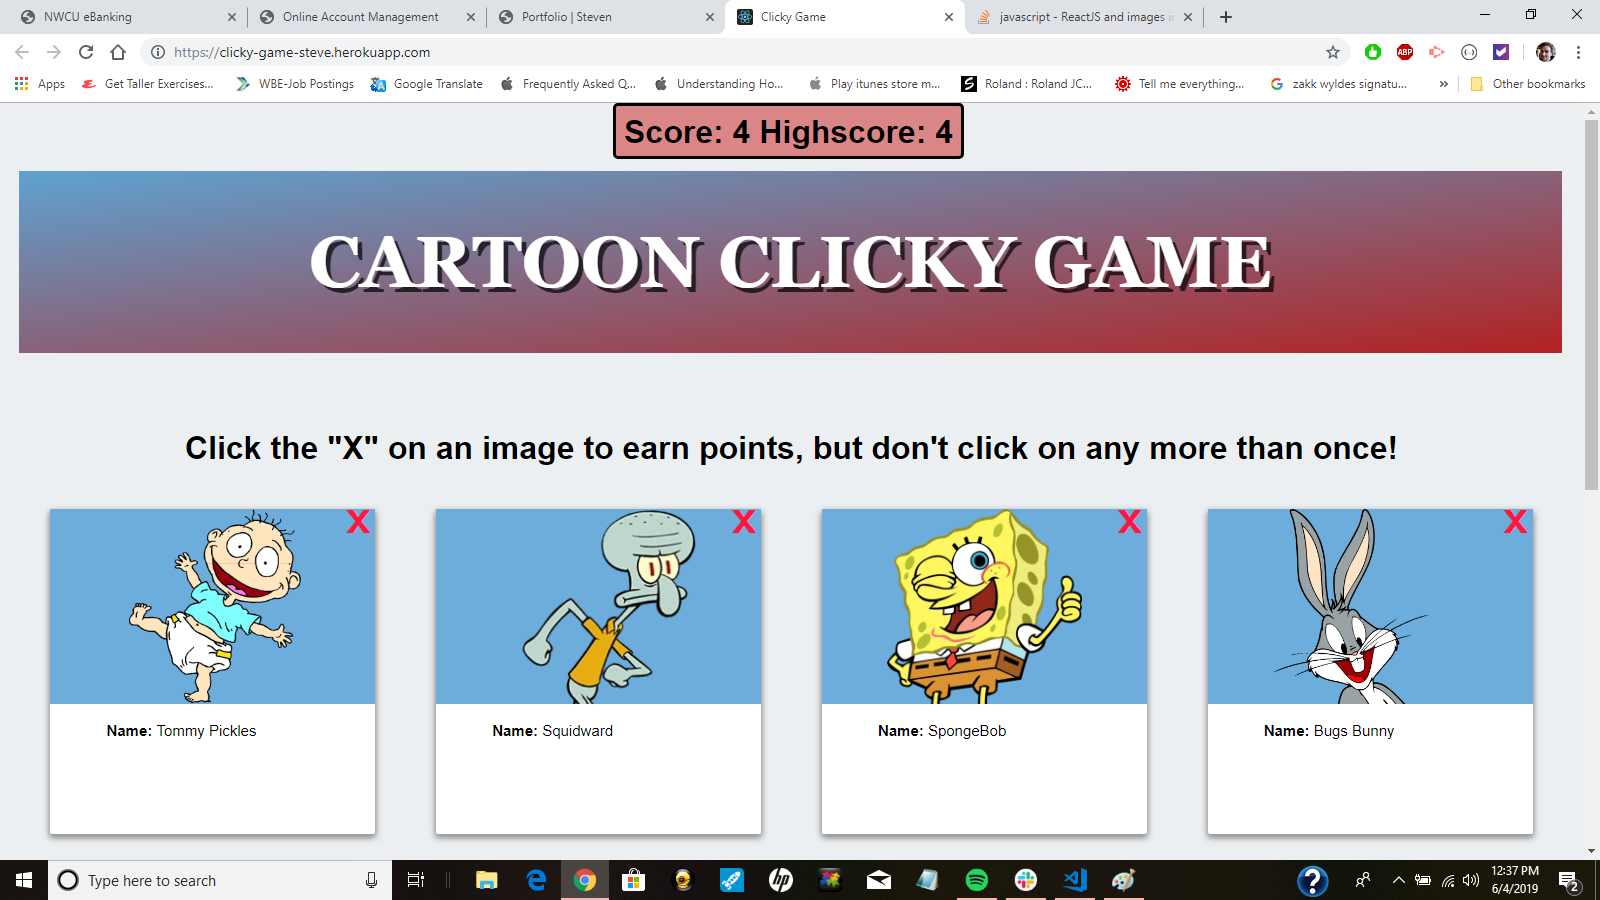 NWCU eBanking
Online Account Management
Portfolio | Steven
Clicky Game
javascript - ReactJS and images i
https://clicky-game-steve.herokuapp.com
ABP
Apps
Get Taller Exercises...
WBE-Job Postings
Google Translate
Frequently Asked Q...
Understanding Ho...
Play itunes store m...
Roland : Roland JC...
Tell me everything...
zakk wyldes signatu...
Other bookmarks
Score: 4 Highscore: 4
CARTOON CLICKY GAME
Click the "X" on an image to earn points, but don't click on any more than once!
X X X X
Name: Tommy Pickles
Name: Squidward
Name: SpongeBob
Name: Bugs Bunny
Type here to search
12:37 PM
6/4/2019
2